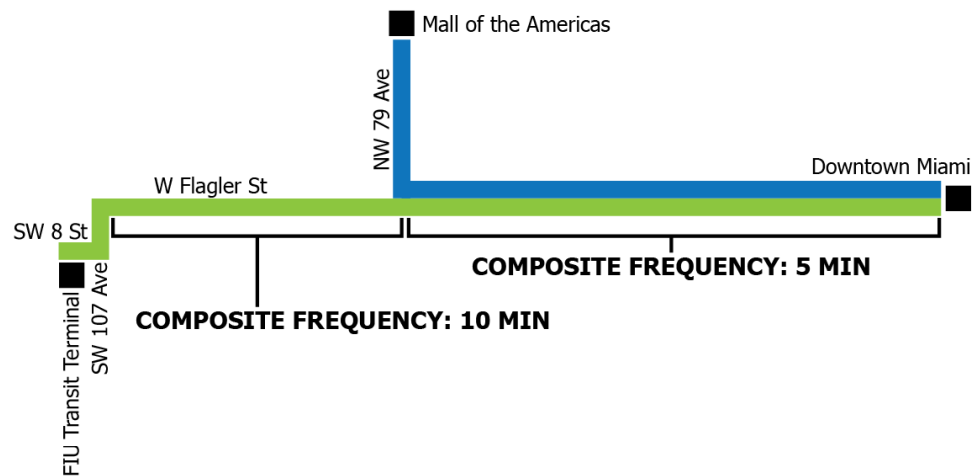 Mall of the Americas
NW 79 Ave
Downtown Miami
W Flagler St
SW 8 St
COMPOSITE FREQUENCY: 5 MIN
COMPOSITE FREQUENCY: 10 MIN
SW 107 Ave
FIU Transit Terminal